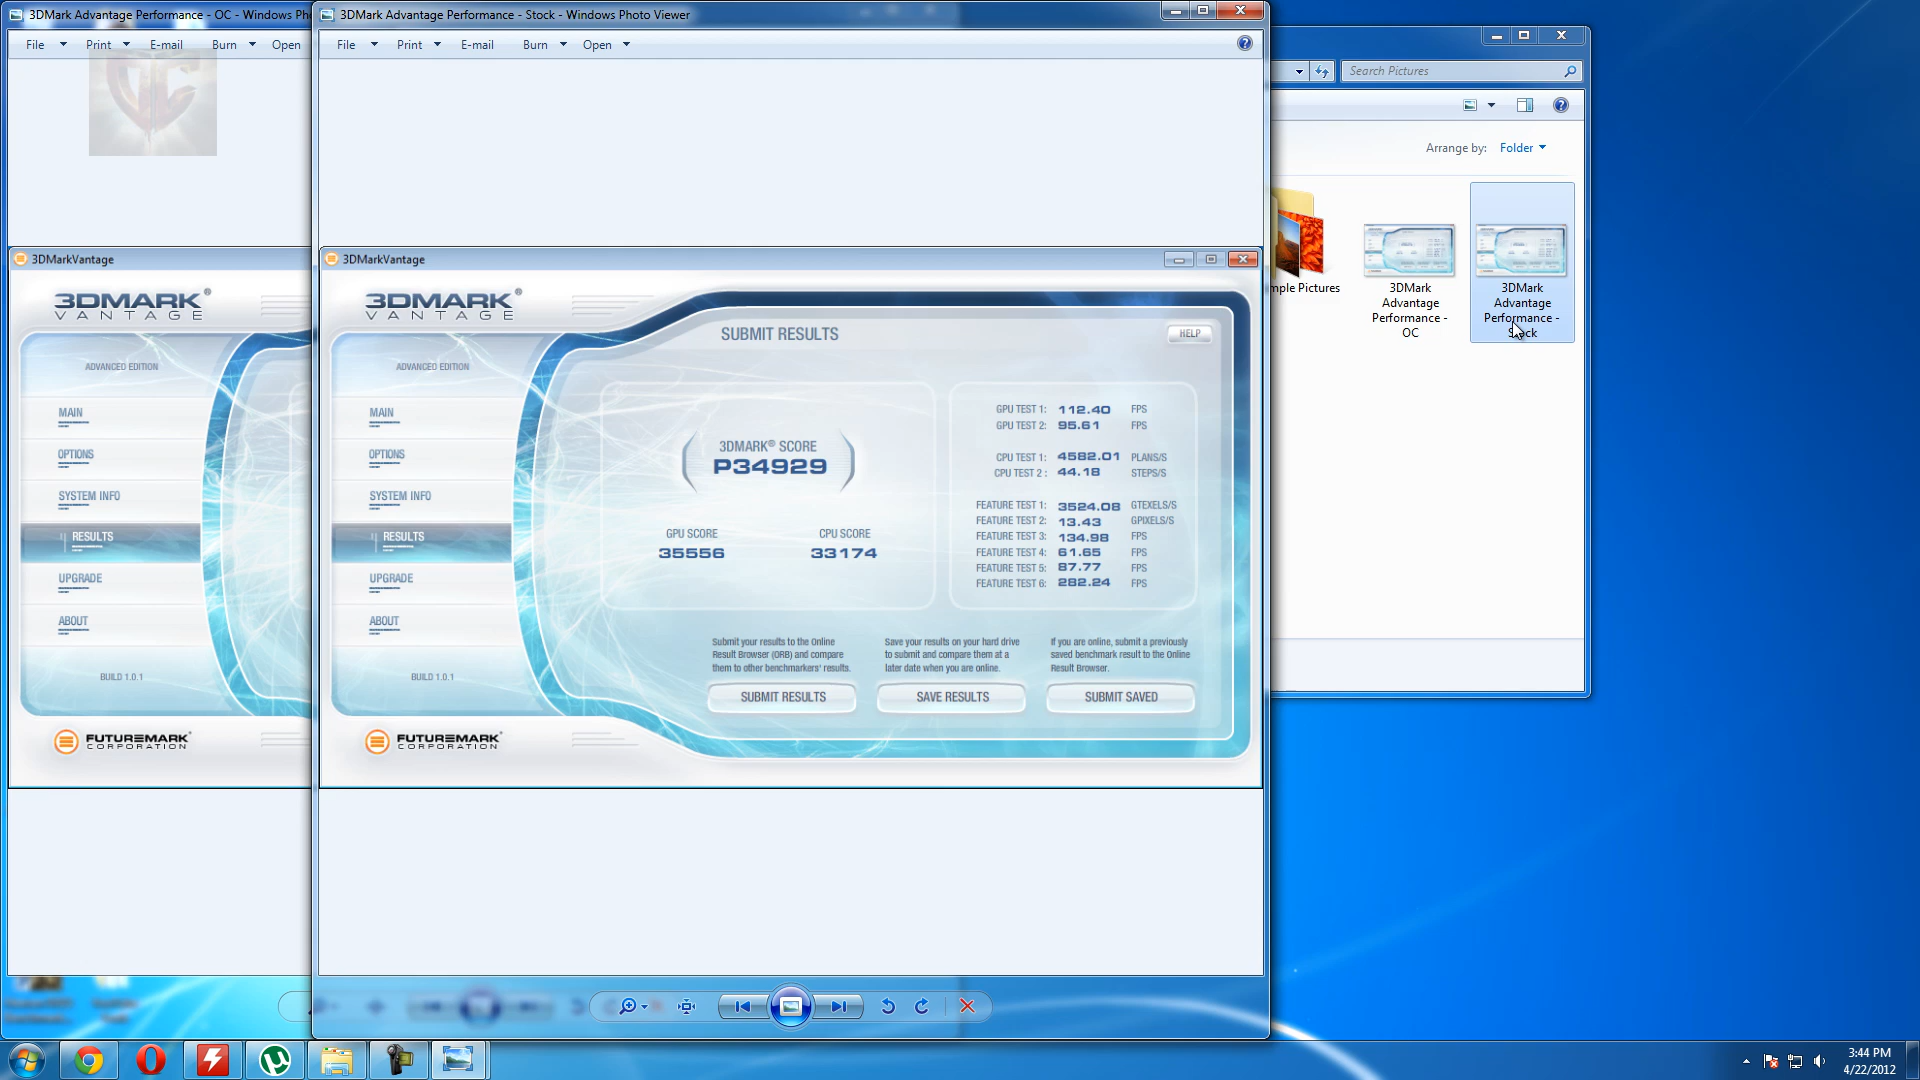 3DMark Advantage Performance - OC - Windows Ph
File Print E-mail Burn Open
3DMarkVantage
3DMARK®
VANTAGE
ADVANCED EDITION
MAIN
OPTIONS
SYSTEM INFO
RESULTS
UPGRADE
ABOUT
BUILD 1.0.1
FUTUREMARK
CORPORATION
3DMark Advantage Performance - Stock - Windows Photo Viewer
File Print E-mail Burn Open
3DMarkVantage
3DMARK®
VANTAGE
ADVANCED EDITION
MAIN
OPTIONS
SYSTEM INFO
RESULTS
UPGRADE
ABOUT
BUILD 1.0.1
FUTUREMARK
CORPORATION
SUBMIT RESULTS
HELP
3DMARK® SCORE
P34929
GPU SCORE CPU SCORE
35556 33174
GPU TEST 1: 112.40 FPS
GPU TEST 2: 95.61 FPS
CPU TEST 1: 4582.01 PLANS/S
CPU TEST 2 : 44.18 STEPS/S
FEATURE TEST 1: 3524.08 GTEXELS/S
FEATURE TEST 2: 13.43 GPIXELS/S
FEATURE TEST 3: 134.98 FPS
FEATURE TEST 4: 61.65 FPS
FEATURE TEST 5: 87.77 FPS
FEATURE TEST 6: 282.24 FPS
Submit your results to the Online
Result Browser (ORB) and compare
them to other benchmarkers' results.
SUBMIT RESULTS
Save your results on your hard drive
to submit and compare them at a
later date when you are online.
SAVE RESULTS
If you are online, submit a previously
saved benchmark result to the Online
Result Browser.
SUBMIT SAVED
Search Pictures
Arrange by: Folder
mple Pictures
3DMark
Advantage
Performance -
OC
3DMark
Advantage
Performance -
Stock
3:44 PM
4/22/2012